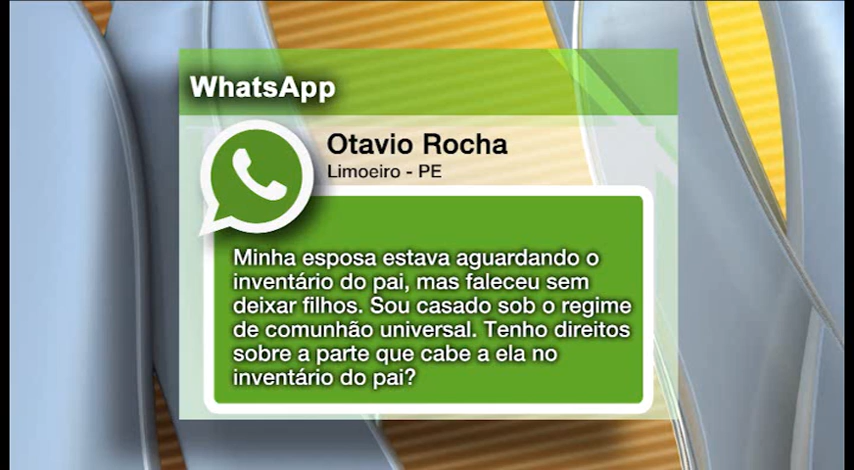 WhatsApp
Otavio Rocha
Limoeiro - PE
Minha esposa estava aguardando o
inventário do pai, mas faleceu sem
deixar filhos. Sou casado sob o regime
de comunhão universal. Tenho direitos
sobre a parte que cabe a ela no
inventário do pai?